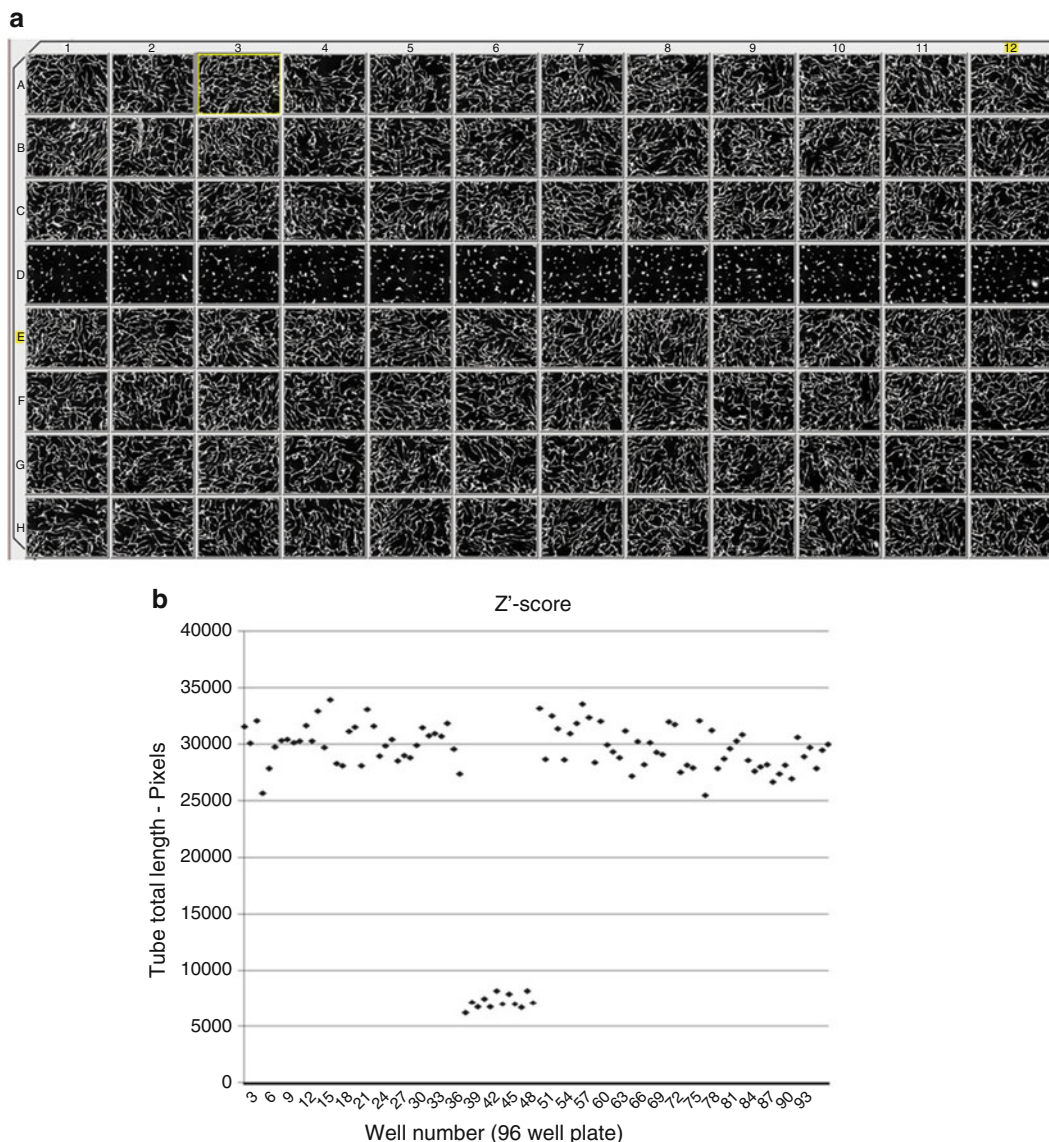 a
1 2 3 4 5 6 7 8 9 10 11 12
A
B
C
D
E
F
G
H
b
Z’-score
40000
35000
30000
25000
20000
15000
10000
5000
0
Tube total length - Pixels
3 6 9 12 15 18 21 24 27 30 33 36 39 42 45 48 51 54 57 60 63 66 69 72 75 78 81 84 87 90 93
Well number (96 well plate)